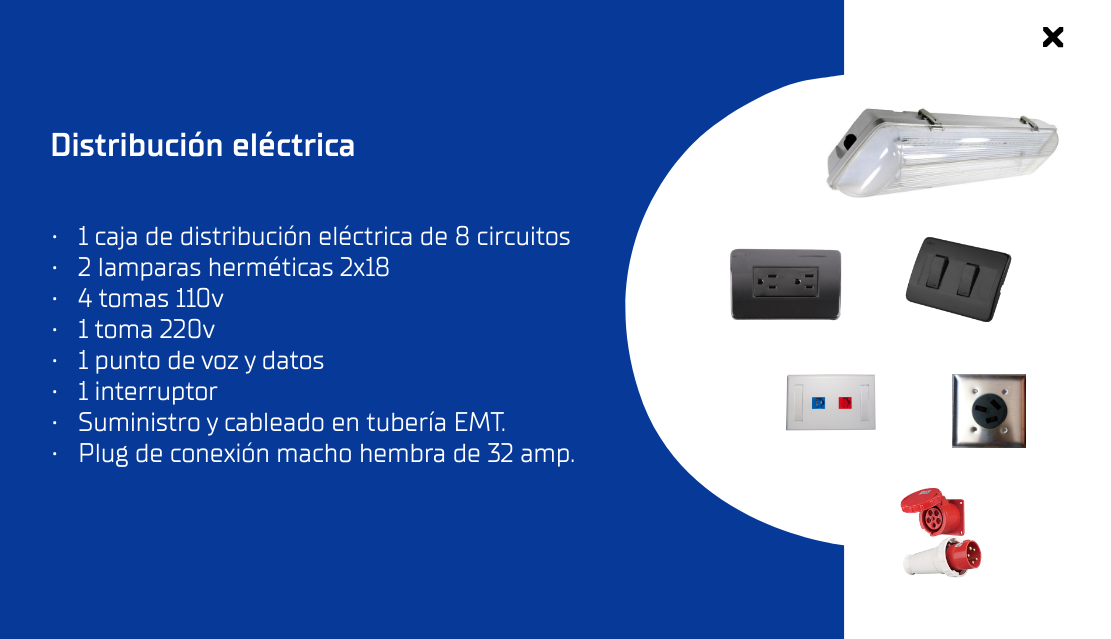 Distribución eléctrica
· 1 caja de distribución eléctrica de 8 circuitos
· 2 lamparas herméticas 2x18
· 4 tomas 110v
· 1 toma 220v
· 1 punto de voz y datos
· 1 interruptor
· Suministro y cableado en tubería EMT.
· Plug de conexión macho hembra de 32 amp.